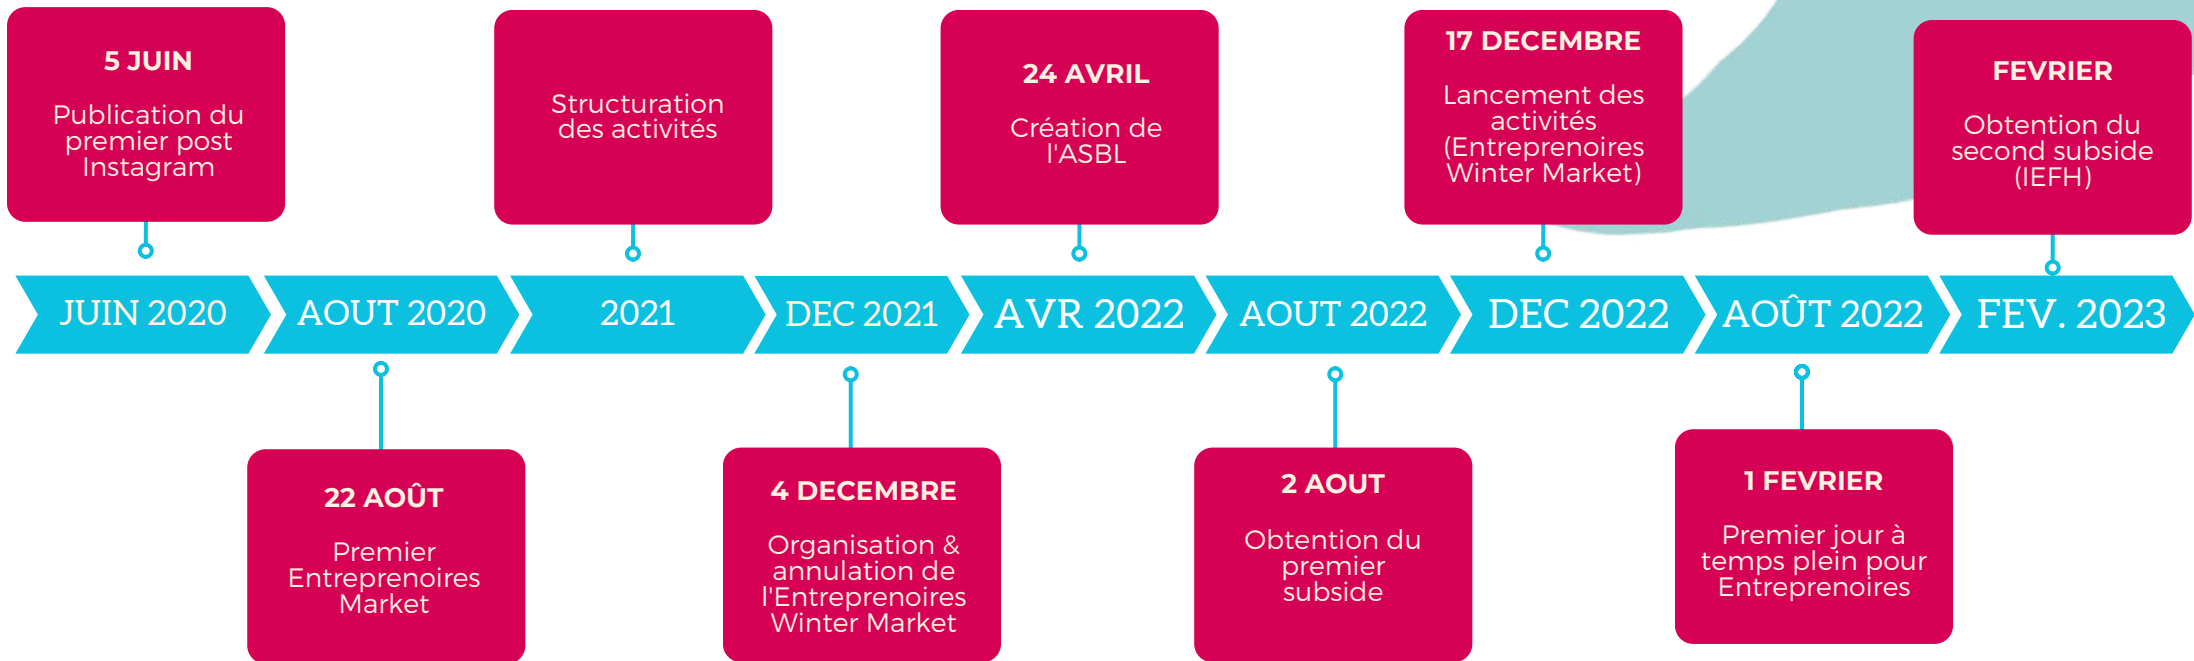 5 JUIN
Publication du
premier post
Instagram
Structuration
des activités
24 AVRIL
Création de
l'ASBL
17 DECEMBRE
Lancement des
activités
(Entreprenoires
Winter Market)
FEVRIER
Obtention du
second subside
(IEFH)
JUIN 2020
AOUT 2020
2021
DEC 2021
AVR 2022
AOUT 2022
DEC 2022
AOÛT 2022
FEV. 2023
22 AOÛT
Premier
Entreprenoires
Market
4 DECEMBRE
Organisation &
annulation de
l'Entreprenoires
Winter Market
2 AOUT
Obtention du
premier
subside
1 FEVRIER
Premier jour à
temps plein pour
Entreprenoires